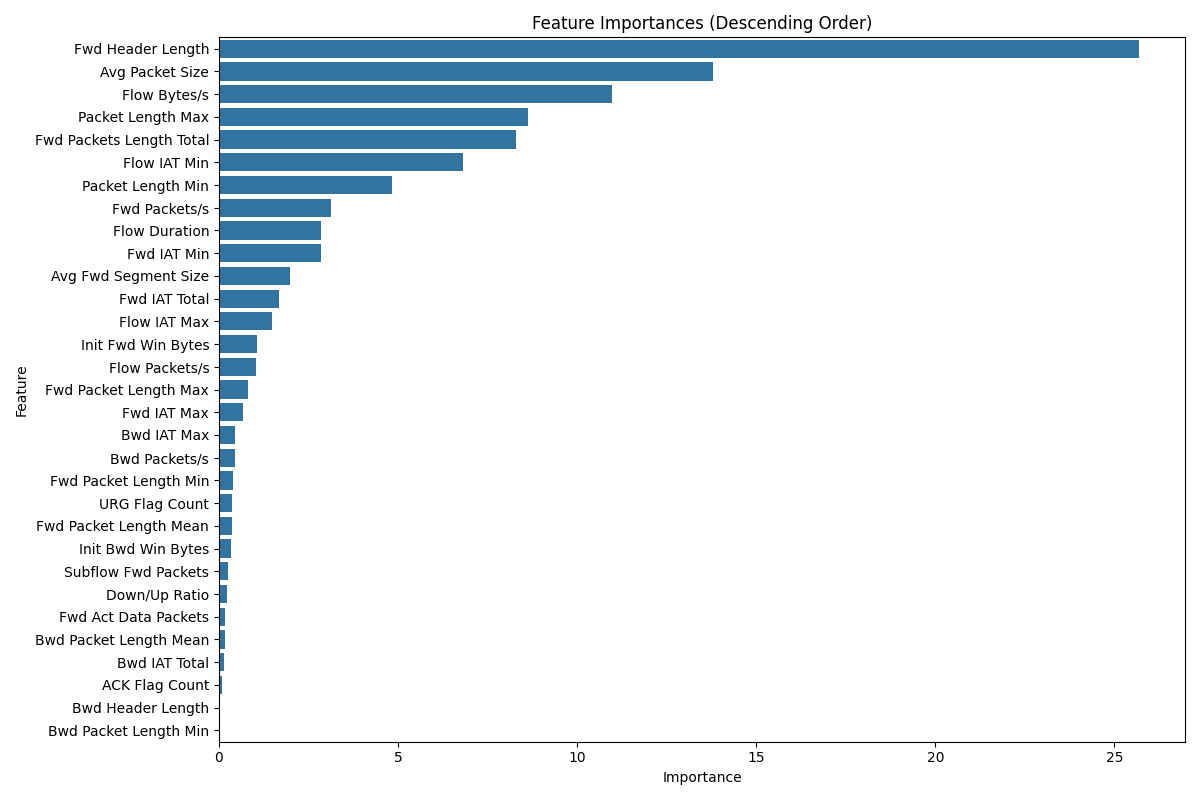 Feature Importances (Descending Order)
Fwd Header Length
Avg Packet Size
Flow Bytes/s
Packet Length Max
Fwd Packets Length Total
Flow IAT Min
Packet Length Min
Fwd Packets/s
Flow Duration
Fwd IAT Min
Avg Fwd Segment Size
Fwd IAT Total
Flow IAT Max
Init Fwd Win Bytes
Flow Packets/s
Fwd Packet Length Max
Fwd IAT Max
Bwd IAT Max
Bwd Packets/s
Fwd Packet Length Min
URG Flag Count
Fwd Packet Length Mean
Init Bwd Win Bytes
Subflow Fwd Packets
Down/Up Ratio
Fwd Act Data Packets
Bwd Packet Length Mean
Bwd IAT Total
ACK Flag Count
Bwd Header Length
Bwd Packet Length Min
Feature
0 5 10 15 20 25
Importance